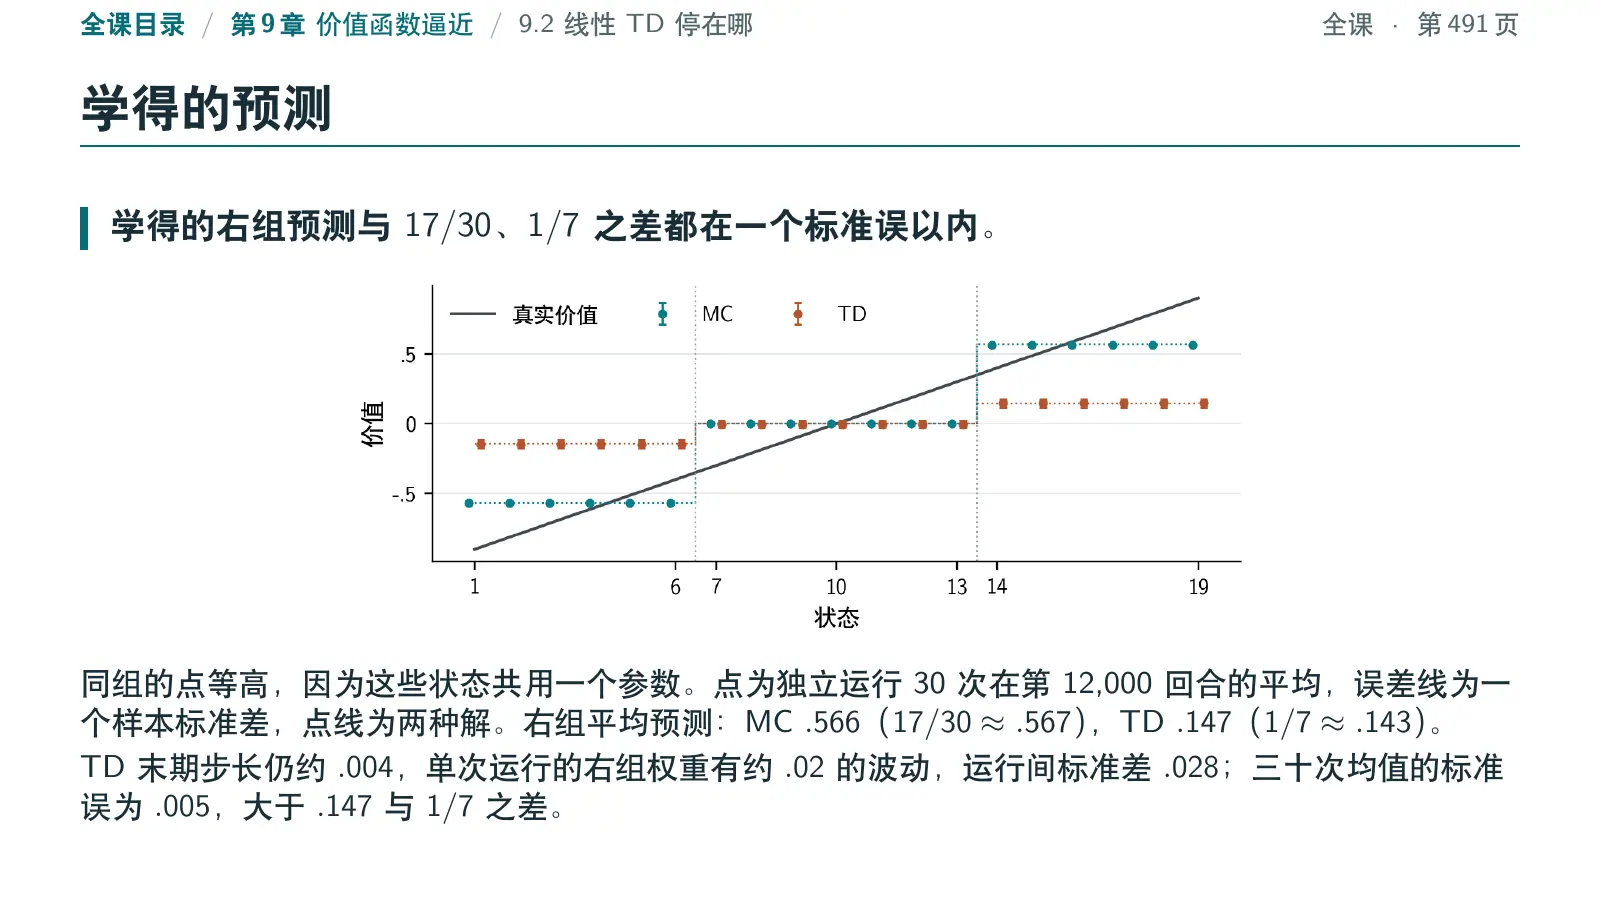 全课目录 / 第 9 章 价值函数逼近 / 9.2 线性 TD 停在哪
全课 · 第 491 页
学得的预测
学得的右组预测与 17/30、1/7 之差都在一个标准误以内。
真实价值 MC TD
.5
0
-.5
价值
1 6 7 10 13 14 19
状态
同组的点等高，因为这些状态共用一个参数。点为独立运行 30 次在第 12,000 回合的平均，误差线为一
个样本标准差，点线为两种解。右组平均预测：MC .566（17/30 ≈ .567），TD .147（1/7 ≈ .143）。
TD 末期步长仍约 .004，单次运行的右组权重有约 .02 的波动，运行间标准差 .028；三十次均值的标准
误为 .005，大于 .147 与 1/7 之差。